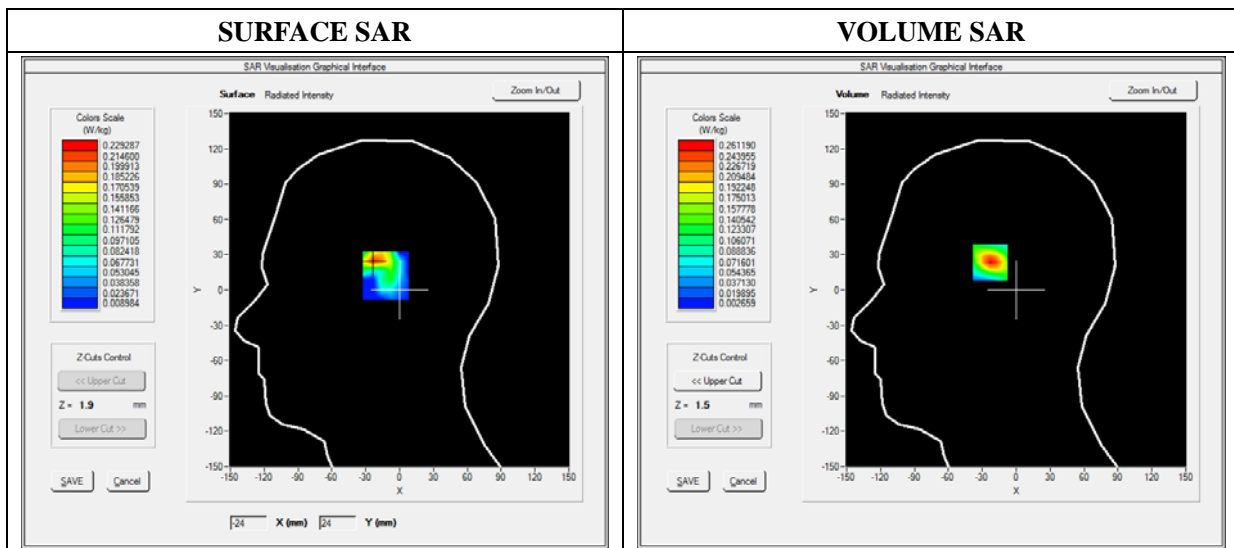 SURFACE SAR
VOLUME SAR
SAR Visualisation Graphical Interface
Surface Radiated Intensity
Zoom In/Out
Colors Scale
(W/kg)
0.229287
0.214600
0.199913
0.185226
0.170539
0.155853
0.141166
0.126479
0.111792
0.097105
0.082418
0.067731
0.053045
0.038358
0.023671
0.008984
150-
120-
90-
60-
30-
0-
-30-
-60-
-90-
-120-
-150-
Y
-150 -120 -90 -60 -30 0 30 60 90 120 150
X
Z-Cuts Control
<< Upper Cut
Z = 1.9 mm
Lower Cut >>
SAVE Cancel
-24 X (mm) 24 Y (mm)
SAR Visualisation Graphical Interface
Volume Radiated Intensity
Zoom In/Out
Colors Scale
(W/kg)
0.261190
0.243955
0.226719
0.209484
0.192248
0.175013
0.157778
0.140542
0.123307
0.106071
0.088836
0.071601
0.054365
0.037130
0.019895
0.002659
150-
120-
90-
60-
30-
0-
-30-
-60-
-90-
-120-
-150-
Y
-150 -120 -90 -60 -30 0 30 60 90 120 150
X
Z-Cuts Control
<< Upper Cut
Z = 1.5 mm
Lower Cut >>
SAVE Cancel